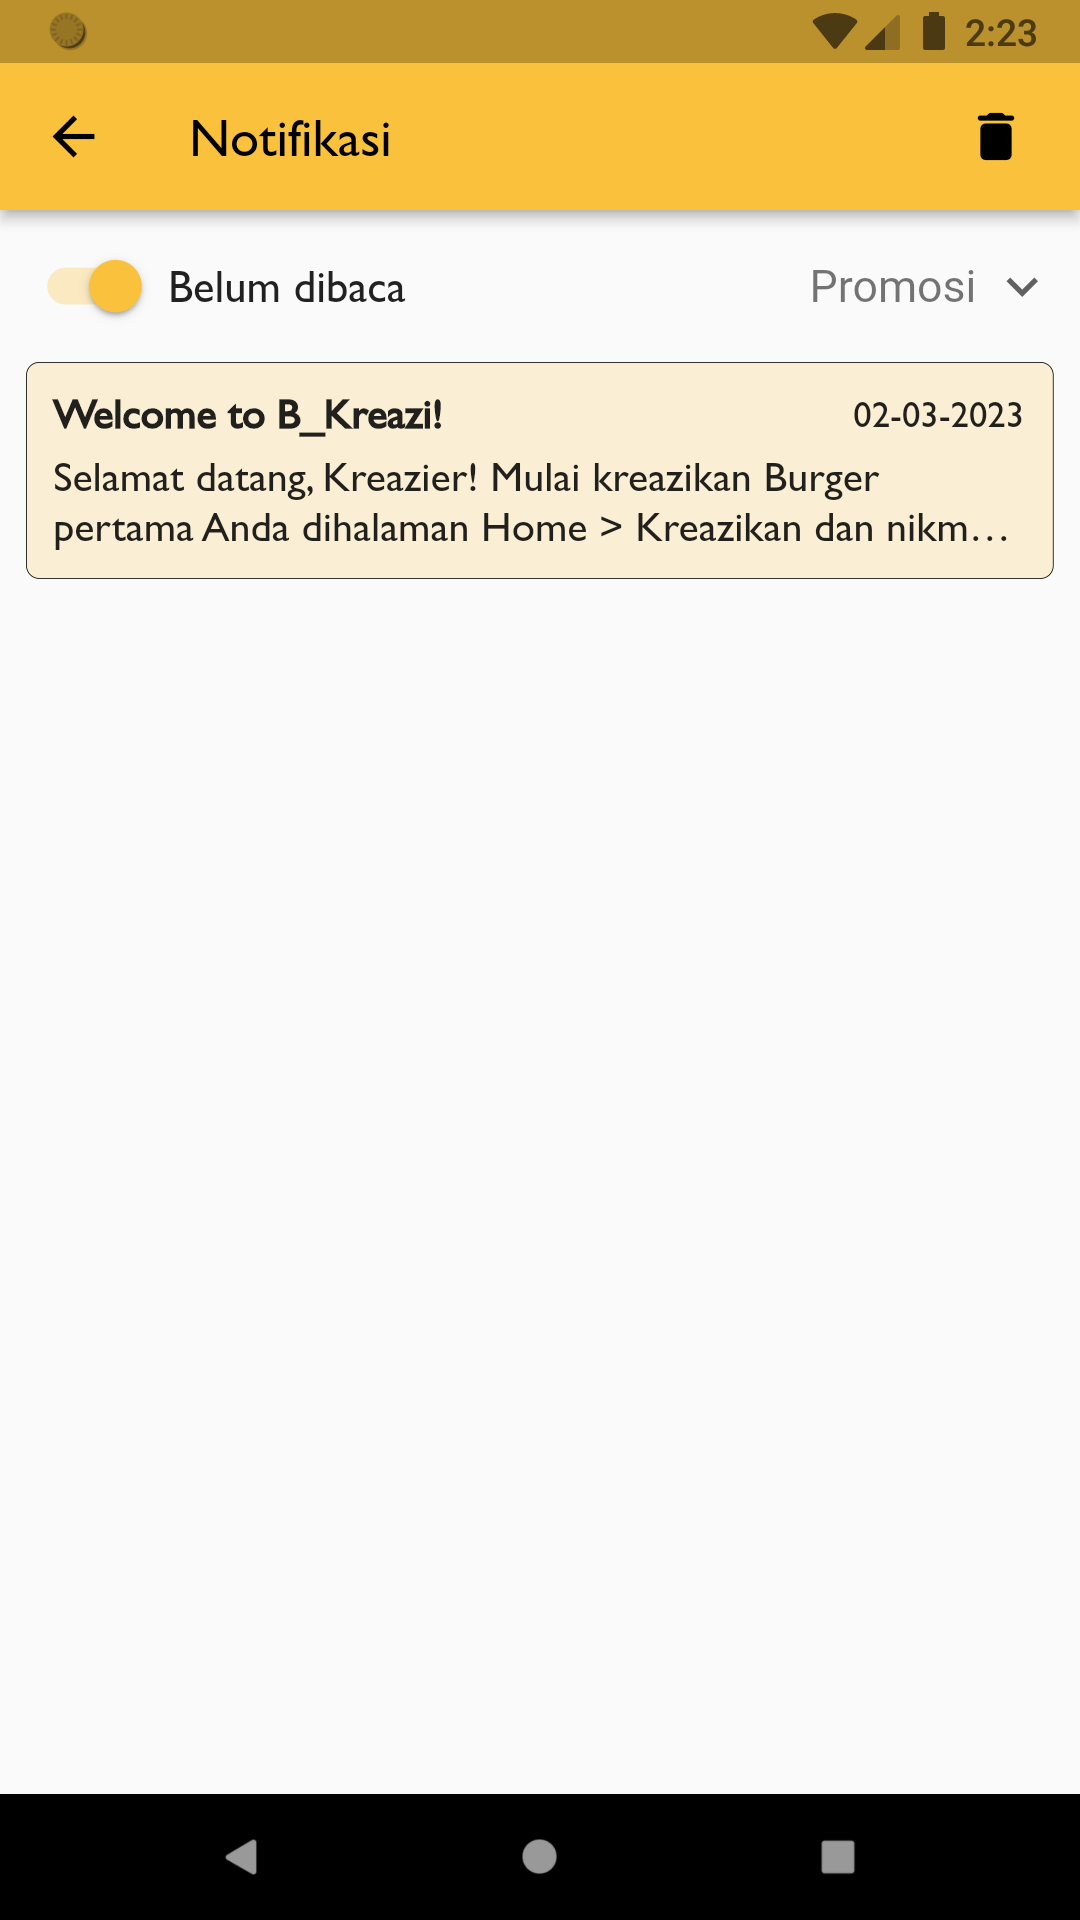 2:23
Notifikasi
Belum dibaca
Promosi
Welcome to B_Kreazi!
02-03-2023
Selamat datang, Kreazier! Mulai kreazikan Burger
pertama Anda dihalaman Home > Kreazikan dan nikm...